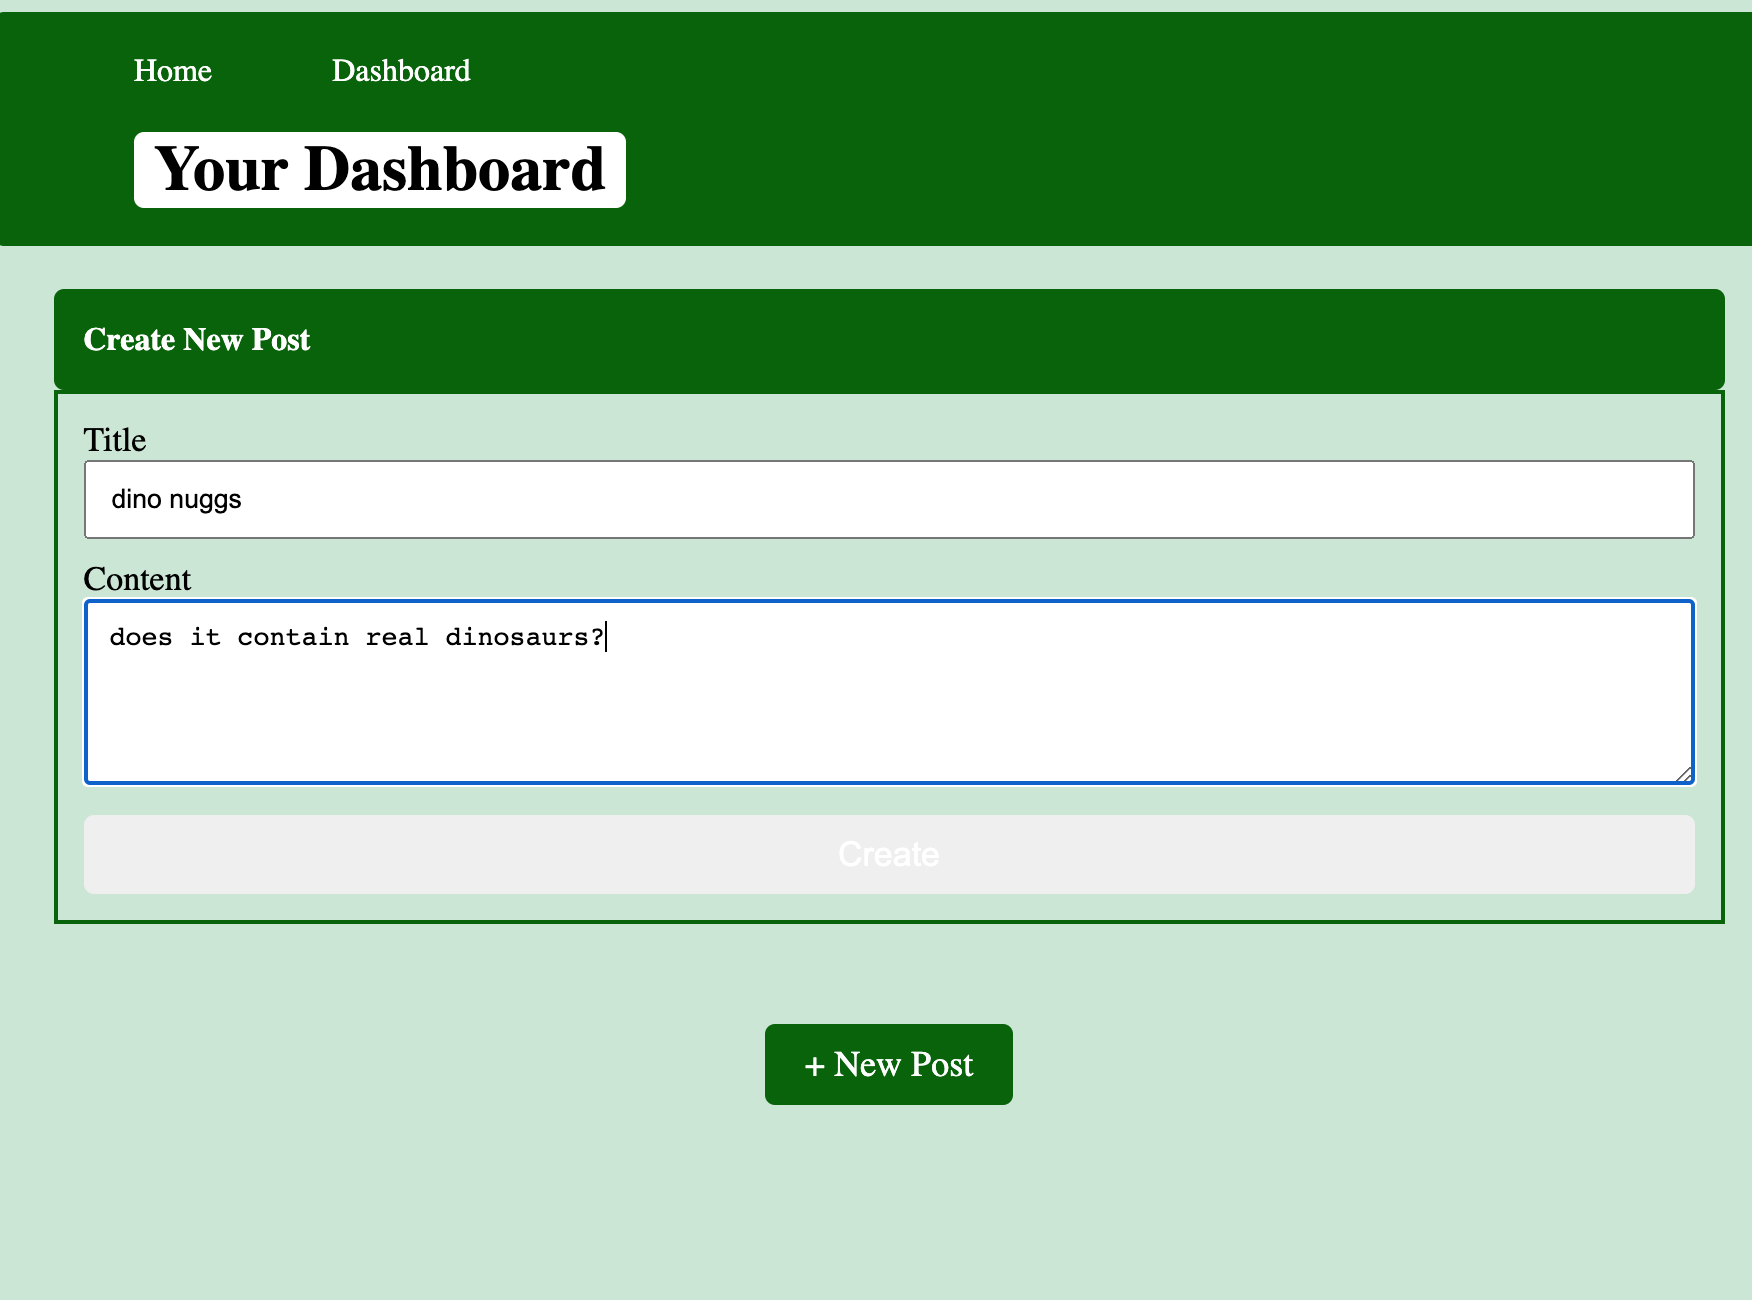 Home Dashboard
Your Dashboard
Create New Post
Title
dino nuggs
Content
does it contain real dinosaurs?
Create
+ New Post